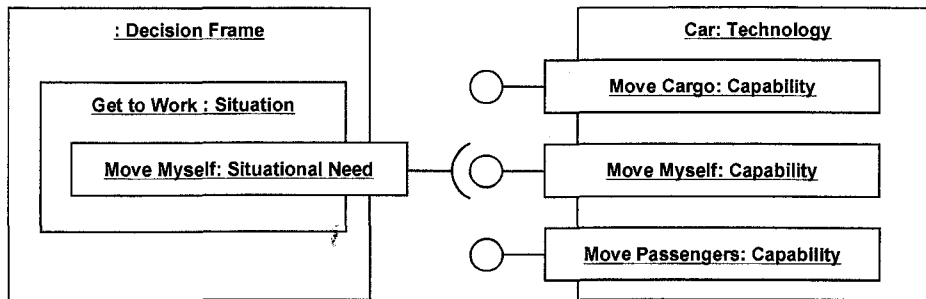 : Decision Frame
Get to Work : Situation
Move Myself: Situational Need
Car: Technology
Move Cargo: Capability
Move Myself: Capability
Move Passengers: Capability